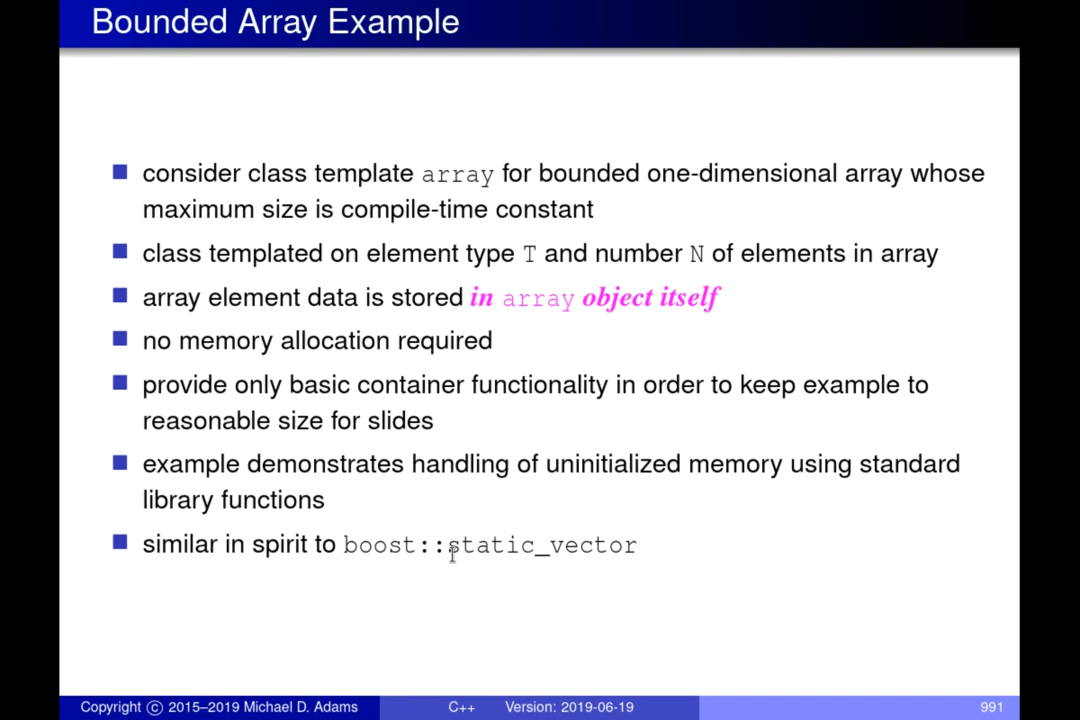 Bounded Array Example
consider class template array for bounded one-dimensional array whose
maximum size is compile-time constant
class templated on element type T and number N of elements in array
array element data is stored in array object itself
no memory allocation required
provide only basic container functionality in order to keep example to
reasonable size for slides
example demonstrates handling of uninitialized memory using standard
library functions
similar in spirit to boost::static_vector
Copyright © 2015–2019 Michael D. Adams C++ Version: 2019-06-19 991